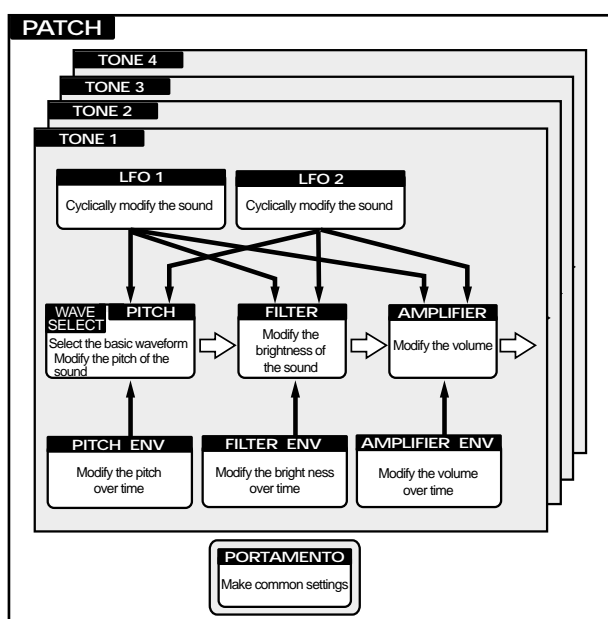 PATCH
TONE 4
TONE 3
TONE 2
TONE 1
LFO 1
Cyclically modify the sound
LFO 2
Cyclically modify the sound
WAVE
SELECT
PITCH
Select the basic waveform
Modify the pitch of the
sound
FILTER
Modify the
brightness of
the sound
AMPLIFIER
Modify the volume
PITCH ENV
Modify the pitch
over time
FILTER ENV
Modify the bright ness
over time
AMPLIFIER ENV
Modify the volume
over time
PORTAMENTO
Make common settings